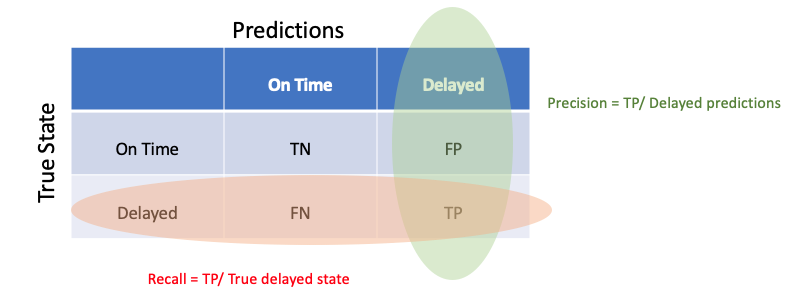 Predictions
On Time Delayed
Precision = TP/ Delayed predictions
True State
On Time TN FP
Delayed FN TP
Recall = TP/ True delayed state